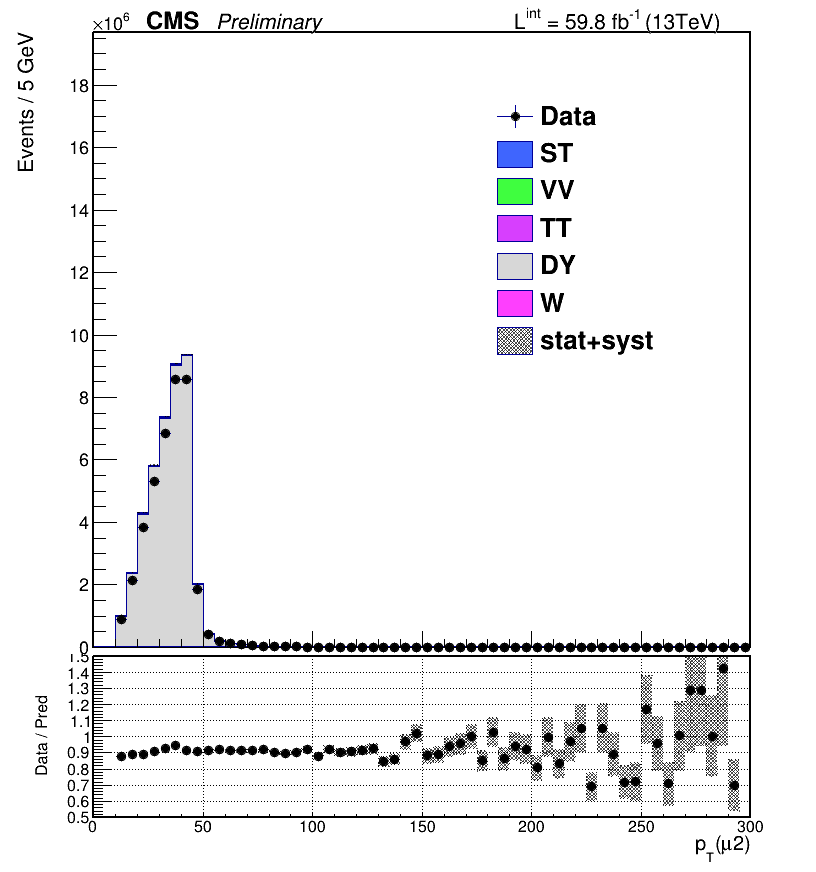 ×10⁶ CMS Preliminary L^int = 59.8 fb⁻¹ (13TeV)
Events / 5 GeV
18
16
14
12
10
8
6
4
2
0
Data
ST
VV
TT
DY
W
stat+syst
Data / Pred
1.5
1.4
1.3
1.2
1.1
1
0.9
0.8
0.7
0.6
0.5
0 50 100 150 200 250 300
p_T(μ2)